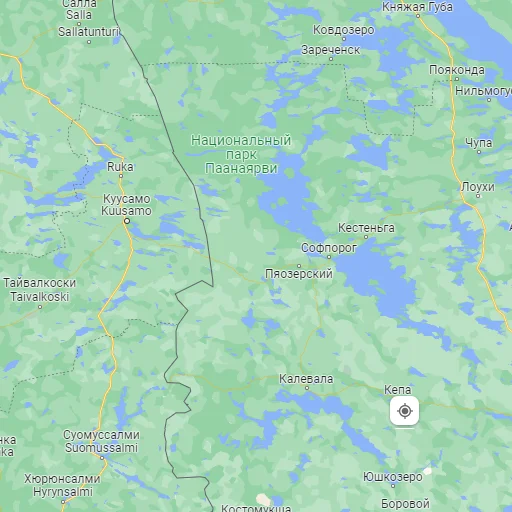 Салла
Salla
Sallatunturi
Княжая Губа
Ковдозеро
Зареченск
Пояконда
Нильмогу
Чупа
Национальный
парк
Паанаярви
Ruka
Лоухи
Куусамо
Kuusamo
Кестеньга
Софпорог
Пяозерский
Тайвалкоски
Taivalkoski
Калевала
Кепа
Суомуссалми
Suomussalmi
Юшкозеро
Хюрюнсалми
Hyrynsalmi
Боровой
Костомукша